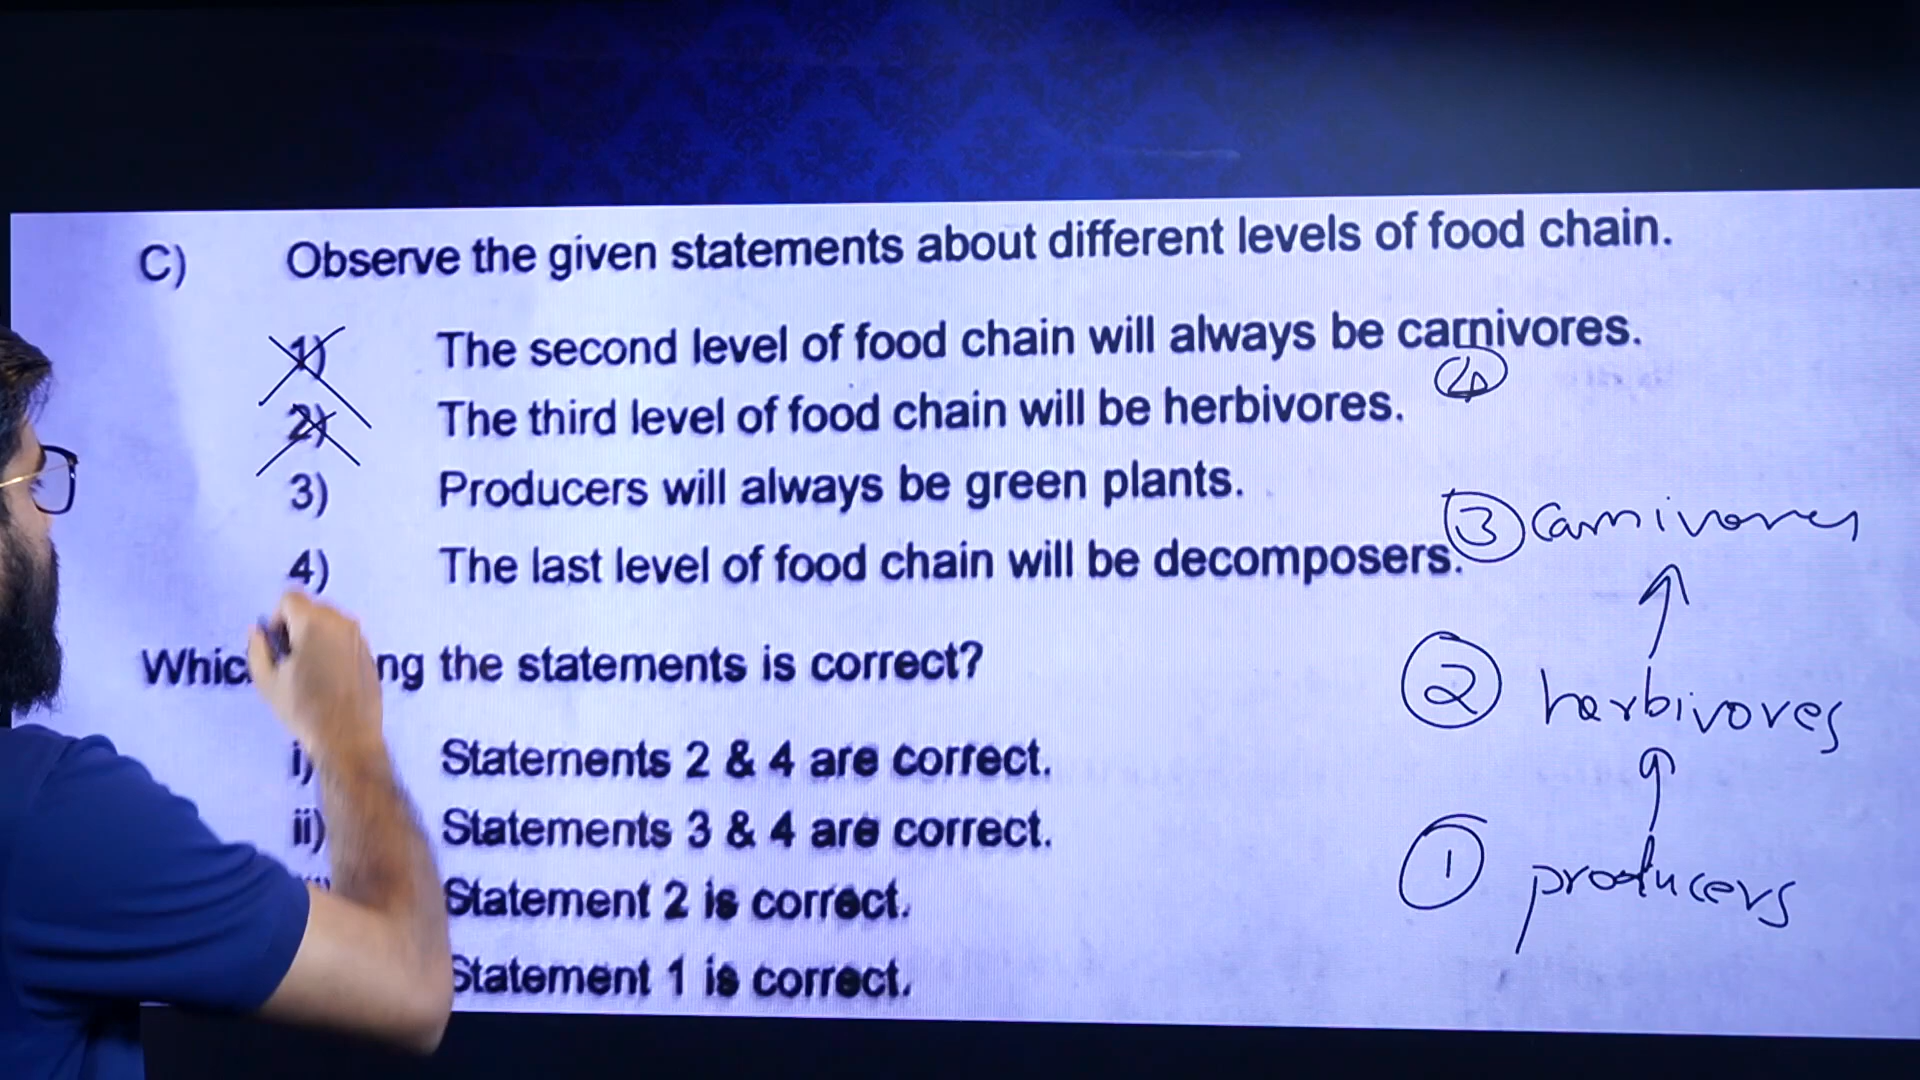 C) Observe the given statements about different levels of food chain.
1) The second level of food chain will always be carnivores.
2) The third level of food chain will be herbivores.
3) Producers will always be green plants.
4) The last level of food chain will be decomposers.
3 Carnivores
the statements is correct?
2 herbivores
i) Statements 2 & 4 are correct.
ii) Statements 3 & 4 are correct.
1 producers
Statement 2 is correct.
Statement 1 is correct.